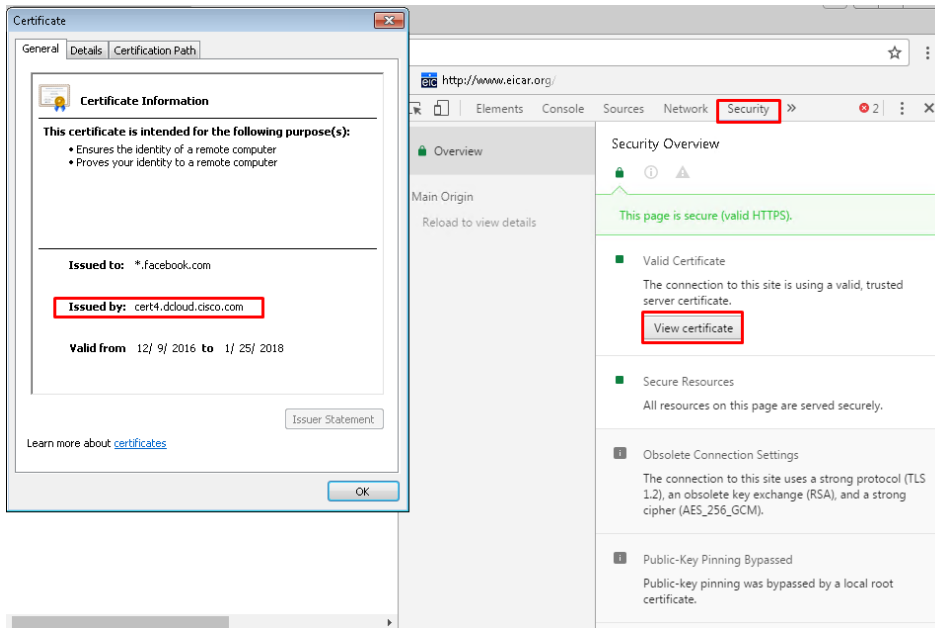 Certificate
General Details Certification Path
Certificate Information
This certificate is intended for the following purpose(s):
• Ensures the identity of a remote computer
• Proves your identity to a remote computer
Issued to: *.facebook.com
Issued by: cert4.dcloud.cisco.com
Valid from 12/ 9/ 2016 to 1/ 25/ 2018
Issuer Statement
Learn more about certificates
OK
eic http://www.eicar.org/
Elements Console Sources Network Security » 2
Overview
Main Origin
Reload to view details
Security Overview
This page is secure (valid HTTPS).
Valid Certificate
The connection to this site is using a valid, trusted
server certificate.
View certificate
Secure Resources
All resources on this page are served securely.
Obsolete Connection Settings
The connection to this site uses a strong protocol (TLS
1.2), an obsolete key exchange (RSA), and a strong
cipher (AES_256_GCM).
Public-Key Pinning Bypassed
Public-key pinning was bypassed by a local root
certificate.